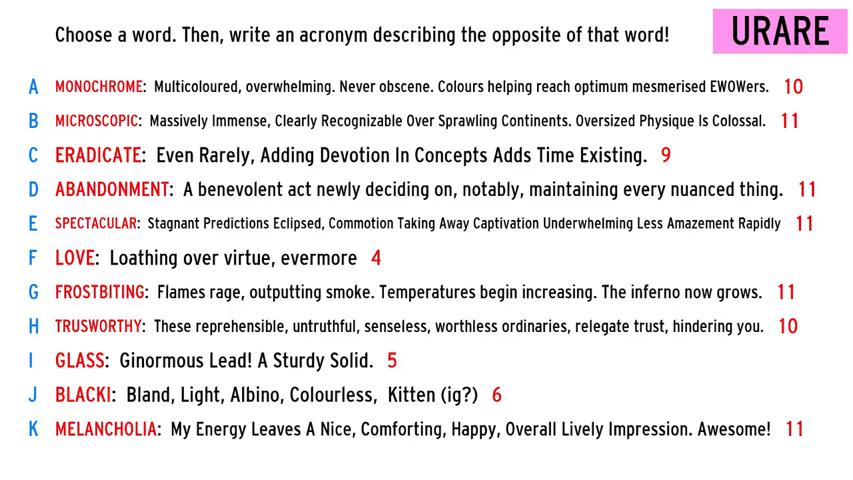 Choose a word. Then, write an acronym describing the opposite of that word!
URARE
A MONOCHROME: Multicoloured, overwhelming. Never obscene. Colours helping reach optimum mesmerised EWOWers. 10
B MICROSCOPIC: Massively Immense, Clearly Recognizable Over Sprawling Continents. Oversized Physique Is Colossal. 11
C ERADICATE: Even Rarely, Adding Devotion In Concepts Adds Time Existing. 9
D ABANDONMENT: A benevolent act newly deciding on, notably, maintaining every nuanced thing. 11
E SPECTACULAR: Stagnant Predictions Eclipsed, Commotion Taking Away Captivation Underwhelming Less Amazement Rapidly 11
F LOVE: Loathing over virtue, evermore 4
G FROSTBITING: Flames rage, outputting smoke. Temperatures begin increasing. The inferno now grows. 11
H TRUSWORTHY: These reprehensible, untruthful, senseless, worthless ordinaries, relegate trust, hindering you. 10
I GLASS: Ginormous Lead! A Sturdy Solid. 5
J BLACKI: Bland, Light, Albino, Colourless, Kitten (ig?) 6
K MELANCHOLIA: My Energy Leaves A Nice, Comforting, Happy, Overall Lively Impression. Awesome! 11